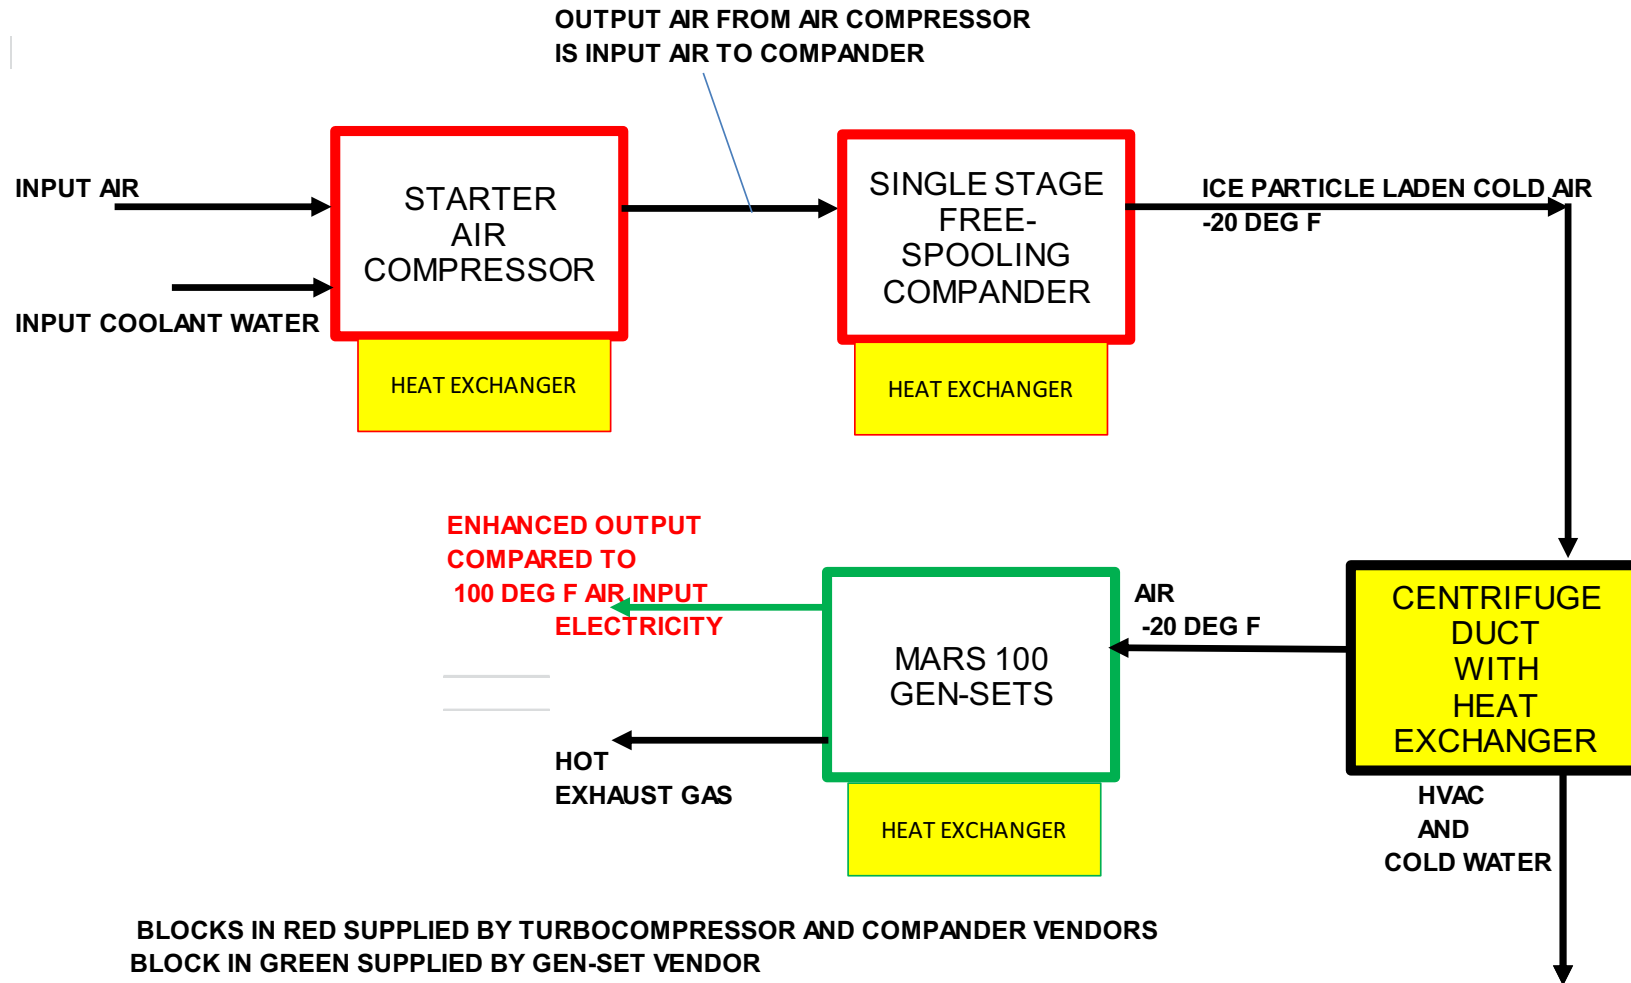 OUTPUT AIR FROM AIR COMPRESSOR
IS INPUT AIR TO COMPANDER
INPUT AIR
INPUT COOLANT WATER
STARTER
AIR
COMPRESSOR
HEAT EXCHANGER
SINGLE STAGE
FREE-
SPOOLING
COMPANDER
HEAT EXCHANGER
ICE PARTICLE LADEN COLD AIR
-20 DEG F
ENHANCED OUTPUT
COMPARED TO
100 DEG F AIR INPUT
ELECTRICITY
HOT
EXHAUST GAS
MARS 100
GEN-SETS
HEAT EXCHANGER
AIR
-20 DEG F
CENTRIFUGE
DUCT
WITH
HEAT
EXCHANGER
HVAC
AND
COLD WATER
BLOCKS IN RED SUPPLIED BY TURBOCOMPRESSOR AND COMPANDER VENDORS
BLOCK IN GREEN SUPPLIED BY GEN-SET VENDOR